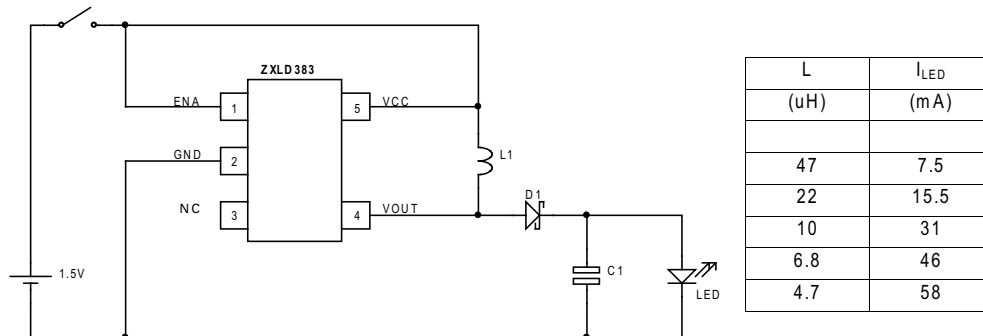 ZXLD383
ENA 1 5 VCC
GND 2
L1
NC 3 4 VOUT
D1
1.5V
C1
LED
L I_LED
(uH) (mA)
47 7.5
22 15.5
10 31
6.8 46
4.7 58